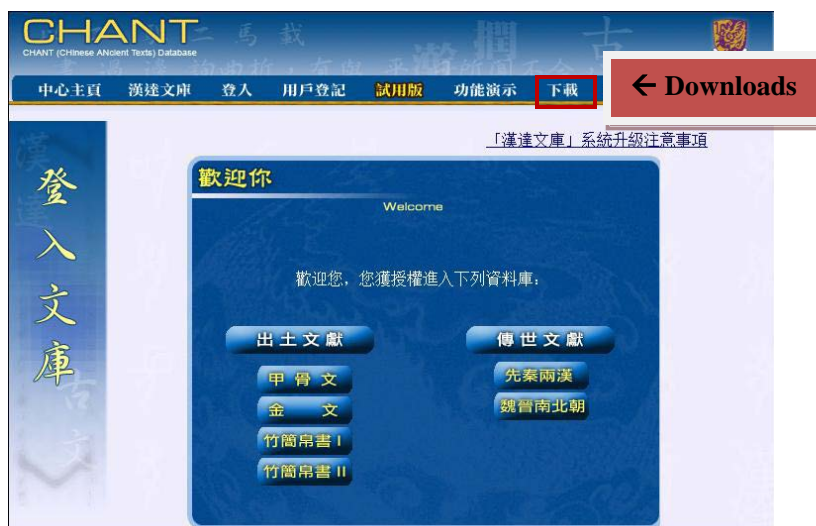 CHANT
CHANT (CHinese ANcient Texts) Database
中心主頁 漢達文庫 登入 用戶登記 試用版 功能演示 下載
← Downloads
「漢達文庫」系統升級注意事項
登入文庫
歡迎你
Welcome
歡迎您，您獲授權進入下列資料庫：
出土文獻 傳世文獻
甲骨文 先秦兩漢
金文 魏晉南北朝
竹簡帛書 I
竹簡帛書 II